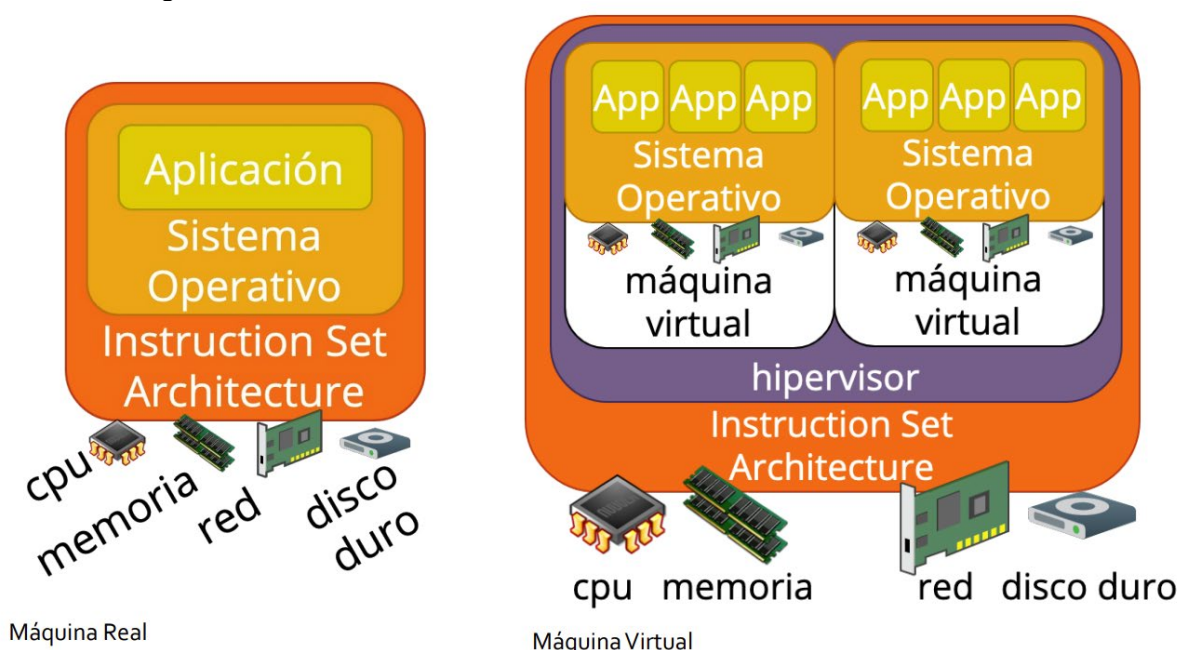 Aplicación
Sistema
Operativo
Instruction Set
Architecture
cpu
memoria
red
disco
duro
Máquina Real
App App App
Sistema
Operativo
máquina
virtual
App App App
Sistema
Operativo
máquina
virtual
hipervisor
Instruction Set
Architecture
cpu memoria red disco duro
Máquina Virtual